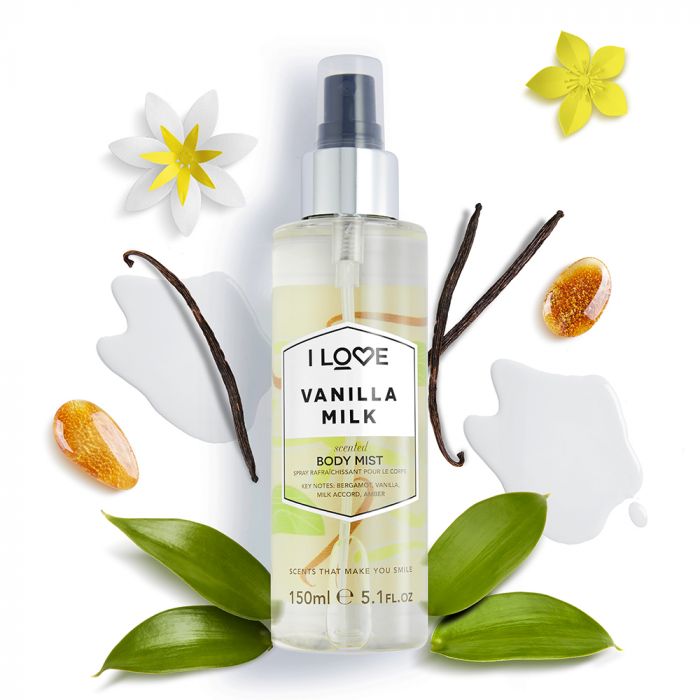 I LOVE
VANILLA
MILK
scented
BODY MIST
SPRAY RAFRAÎCHISSANT POUR LE CORPS
KEY NOTES: BERGAMOT, VANILLA,
MILK ACCORD, AMBER
SCENTS THAT MAKE YOU SMILE
150ml ℮ 5.1FL.OZ